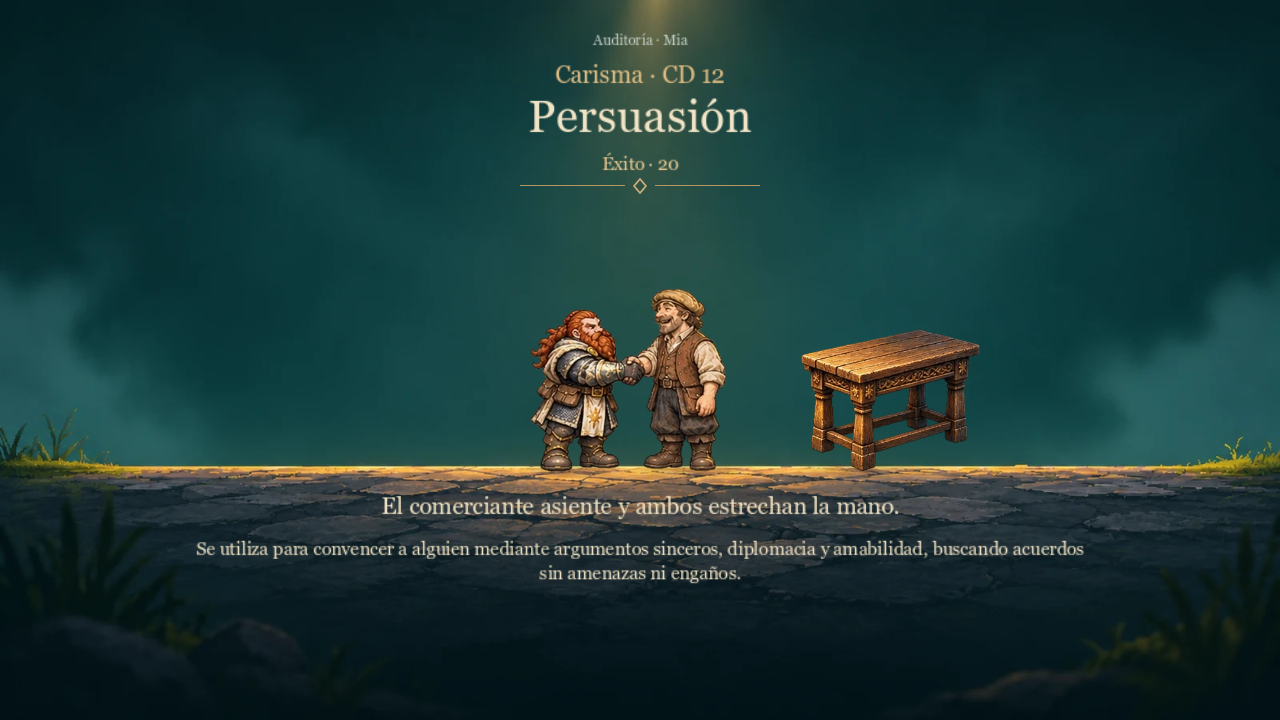 Auditoría · Mia
Carisma · CD 12
Persuasión
Éxito · 20
El comerciante asiente y ambos estrechan la mano.
Se utiliza para convencer a alguien mediante argumentos sinceros, diplomacia y amabilidad, buscando acuerdos
sin amenazas ni engaños.